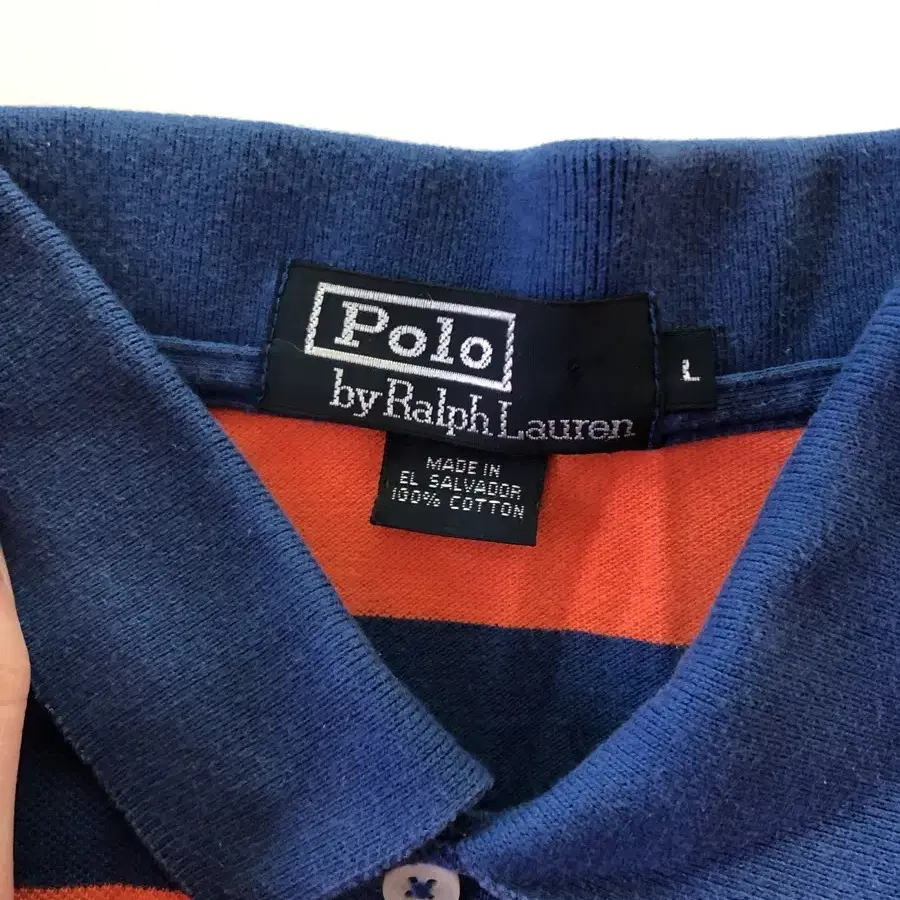 Polo
by Ralph Lauren
L
MADE IN
EL SALVADOR
100% COTTON